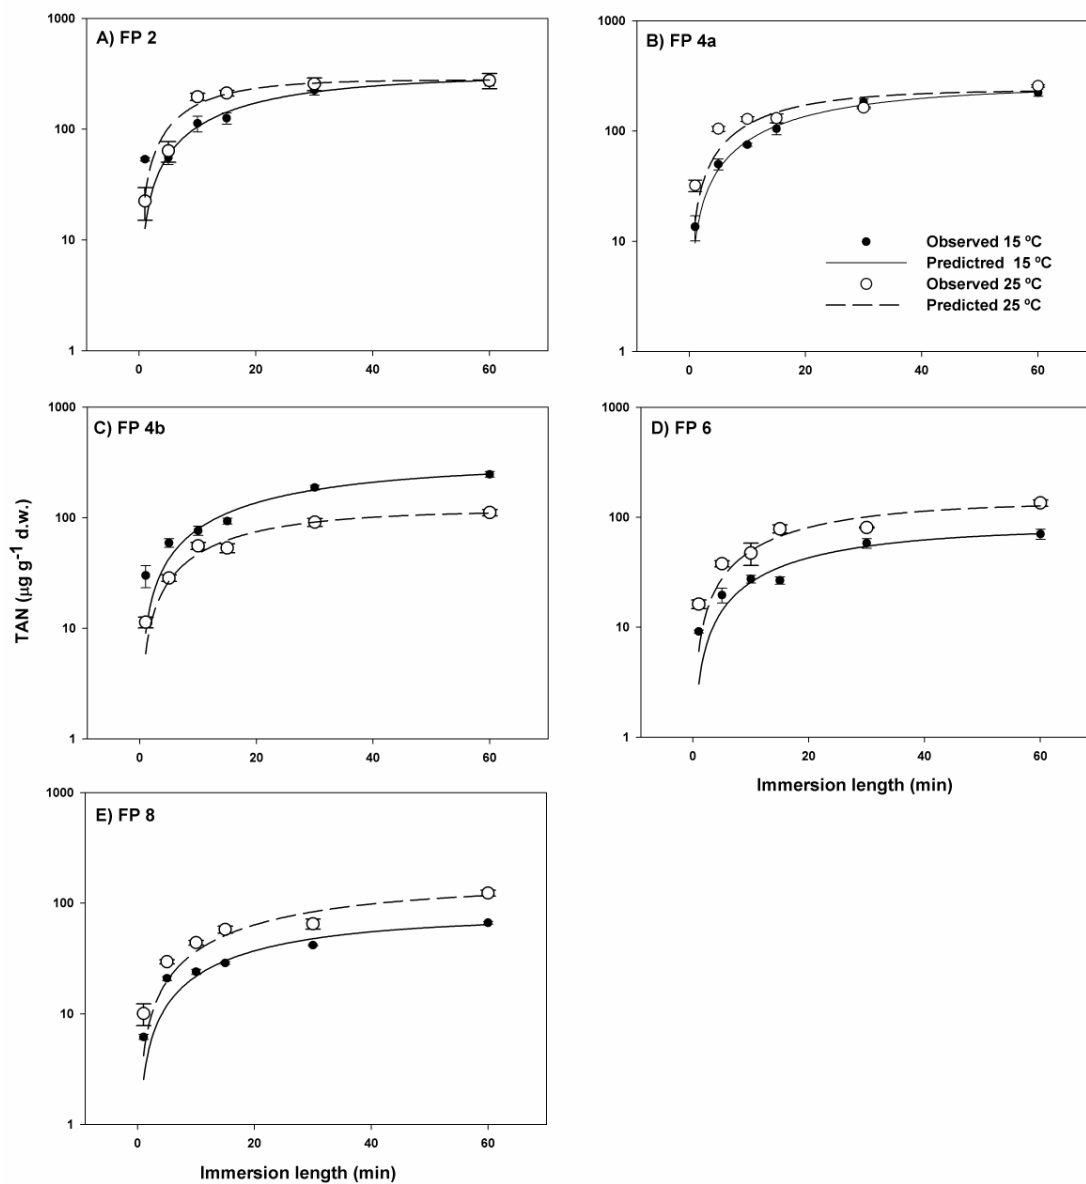 A) FP 2
1000
100
10
1
0 20 40 60
B) FP 4a
1000
100
10
1
0 20 40 60
Observed 15 ºC
Predictred 15 ºC
Observed 25 ºC
Predicted 25 ºC
C) FP 4b
1000
100
10
1
0 20 40 60
TAN (µg g-1 d.w.)
D) FP 6
1000
100
10
1
0 20 40 60
Immersion length (min)
E) FP 8
1000
100
10
1
0 20 40 60
Immersion length (min)